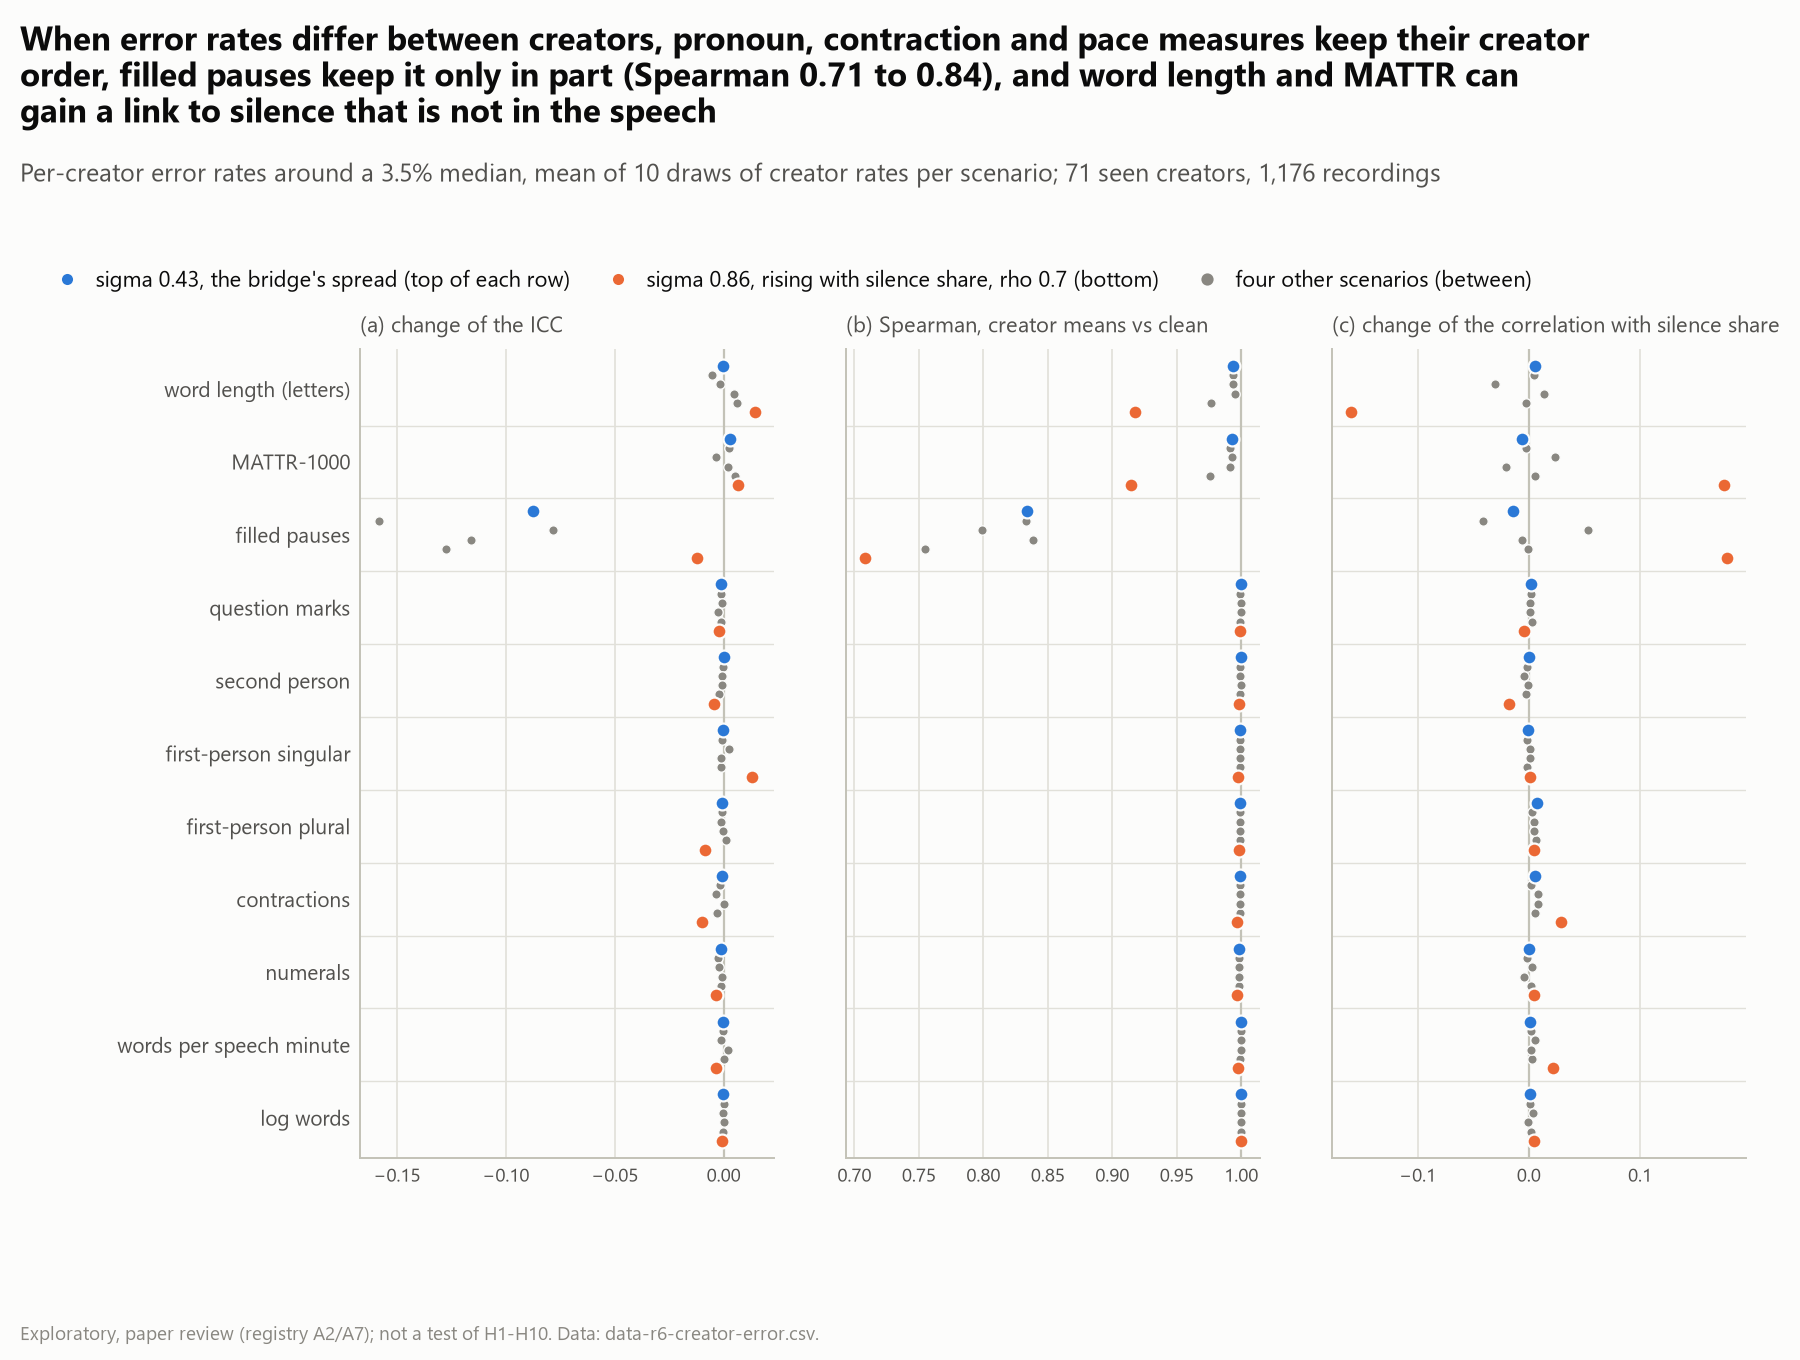 When error rates differ between creators, pronoun, contraction and pace measures keep their creator
order, filled pauses keep it only in part (Spearman 0.71 to 0.84), and word length and MATTR can
gain a link to silence that is not in the speech
Per-creator error rates around a 3.5% median, mean of 10 draws of creator rates per scenario; 71 seen creators, 1,176 recordings
sigma 0.43, the bridge's spread (top of each row)
sigma 0.86, rising with silence share, rho 0.7 (bottom)
four other scenarios (between)
(a) change of the ICC
(b) Spearman, creator means vs clean
(c) change of the correlation with silence share
word length (letters)
MATTR-1000
filled pauses
question marks
second person
first-person singular
first-person plural
contractions
numerals
words per speech minute
log words
−0.15 −0.10 −0.05 0.00
0.70 0.75 0.80 0.85 0.90 0.95 1.00
−0.1 0.0 0.1
Exploratory, paper review (registry A2/A7); not a test of H1-H10. Data: data-r6-creator-error.csv.